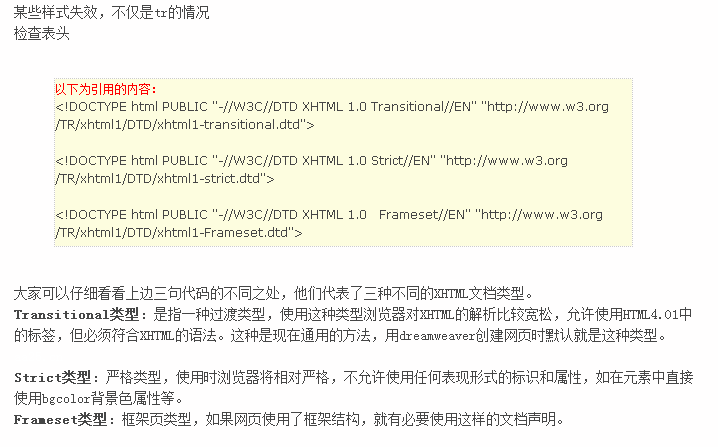 某些样式失效，不仅是tr的情况
检查表头
以下为引用的内容：
<!DOCTYPE html PUBLIC "-//W3C//DTD XHTML 1.0 Transitional//EN" "http://www.w3.org
/TR/xhtml1/DTD/xhtml1-transitional.dtd">
<!DOCTYPE html PUBLIC "-//W3C//DTD XHTML 1.0 Strict//EN" "http://www.w3.org
/TR/xhtml1/DTD/xhtml1-strict.dtd">
<!DOCTYPE html PUBLIC "-//W3C//DTD XHTML 1.0   Frameset//EN" "http://www.w3.org
/TR/xhtml1/DTD/xhtml1-Frameset.dtd">
大家可以仔细看看上边三句代码的不同之处，他们代表了三种不同的XHTML文档类型。
Transitional类型：是指一种过渡类型，使用这种类型浏览器对XHTML的解析比较宽松，允许使用HTML4.01中
的标签，但必须符合XHTML的语法。这种是现在通用的方法，用dreamweaver创建网页时默认就是这种类型。
Strict类型：严格类型，使用时浏览器将相对严格，不允许使用任何表现形式的标识和属性，如在元素中直接
使用bgcolor背景色属性等。
Frameset类型：框架页类型，如果网页使用了框架结构，就有必要使用这样的文档声明。